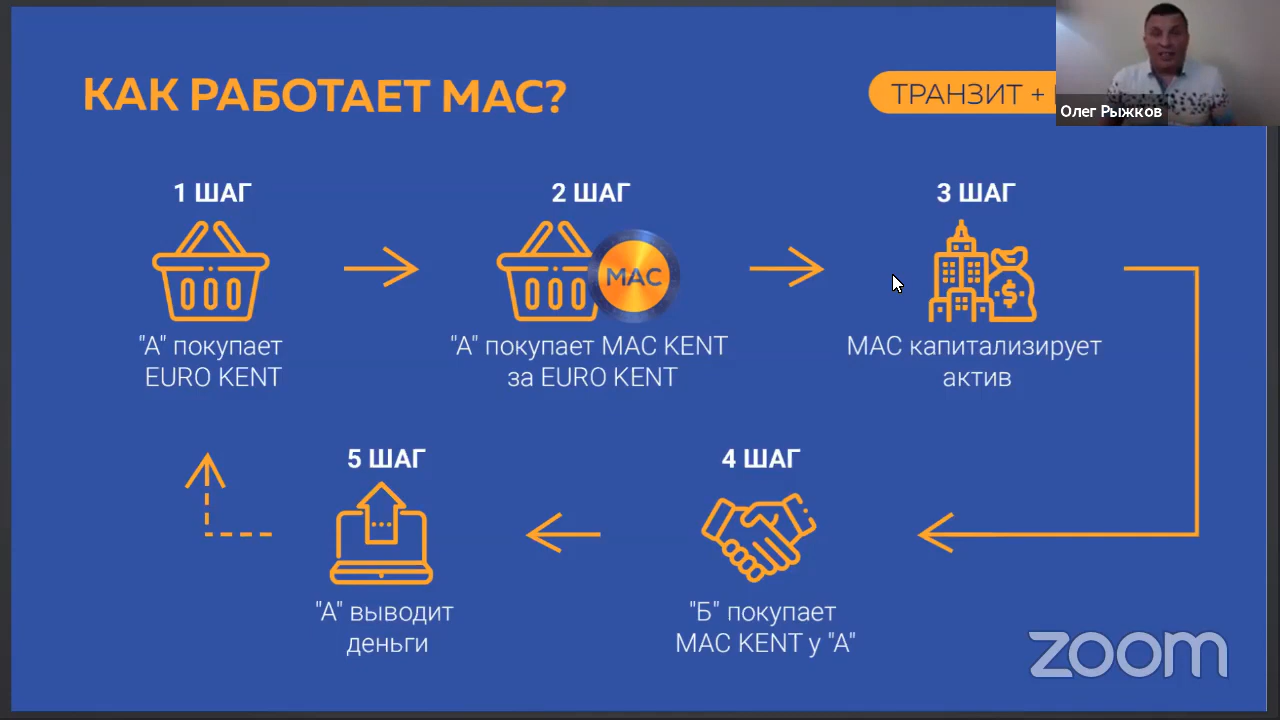 КАК РАБОТАЕТ МАС?
ТРАНЗИТ +
Олег Рыжков
1 ШАГ
2 ШАГ
3 ШАГ
МАС
"А" покупает
EURO KENT
"А" покупает MAC KENT
за EURO KENT
МАС капитализирует
актив
5 ШАГ
4 ШАГ
"А" выводит
деньги
"Б" покупает
MAC KENT у "А"
zoom